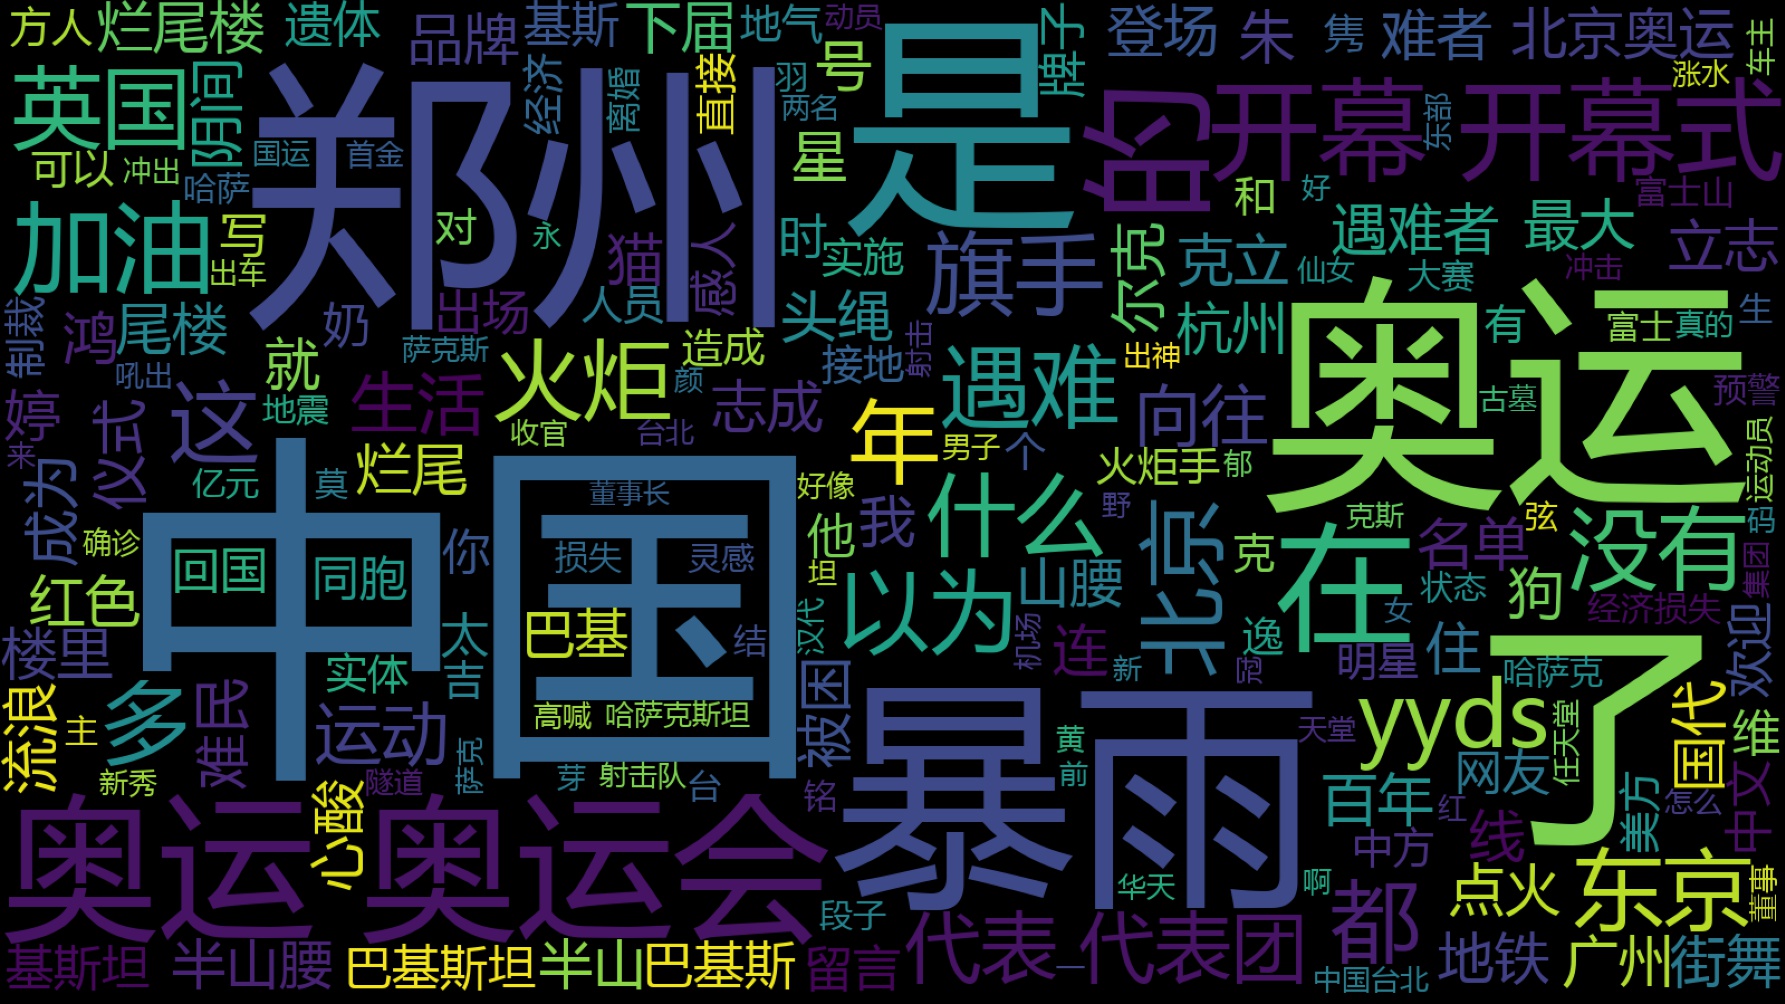 方人
烂尾楼
遗体
品牌
基斯
下届
地气
动员
号
是
牌子
登场
朱
隽
难者
北京奥运
车主
涨水
英国
阴间
郑州
经济
离婚
直接
羽
两名
的
开幕
开幕式
东部
可以
冲出
国运
首金
哈萨
星
和
好
富士山
加油
写
出车
对
永
猫
感人
时
实施
旗手
尔克
克立
仙女
遇难者
大赛
最大
冲击
立志
制裁
鸿
尾楼
奶
出场
人员
头绳
杭州
奥运
有
富士
真的
生
吼出
就
萨克斯
火炬
造成
颜
接地
射击
遇难
出神
婷
仪式
这
地震
生活
志成
年
向往
古墓
预警
来
成为
亿元
莫
烂尾
收官
台北
男子
个
火炬手
郁
运动员
中国
董事长
好像
他
我
什么
野
北京
克斯
弦
码
确诊
回国
同胞
你
损失
灵感
坦
克
在
名单
没有
红色
巴基
汉代
以为
山腰
状态
狗
集团
经济损失
楼里
太吉
结
机场
连
逸
女
住
欢迎
实体
新
冠
明星
了
哈萨克
流浪
主
多
难民
运动
高喊
哈萨克斯坦
被困
暴雨
天堂
yyds
任天堂
国代
维
新秀
隧道
萨克
芽
射击队
台
黄
前
网友
奥运
心酸
奥运会
铭
百年
红
线
美方
怎么
中文
中方
华天
啊
点火
东京
董事
段子
都
基斯坦
半山腰
巴基斯坦
半山
巴基斯
留言
代表
一
代表团
中国台北
地铁
广州
街舞